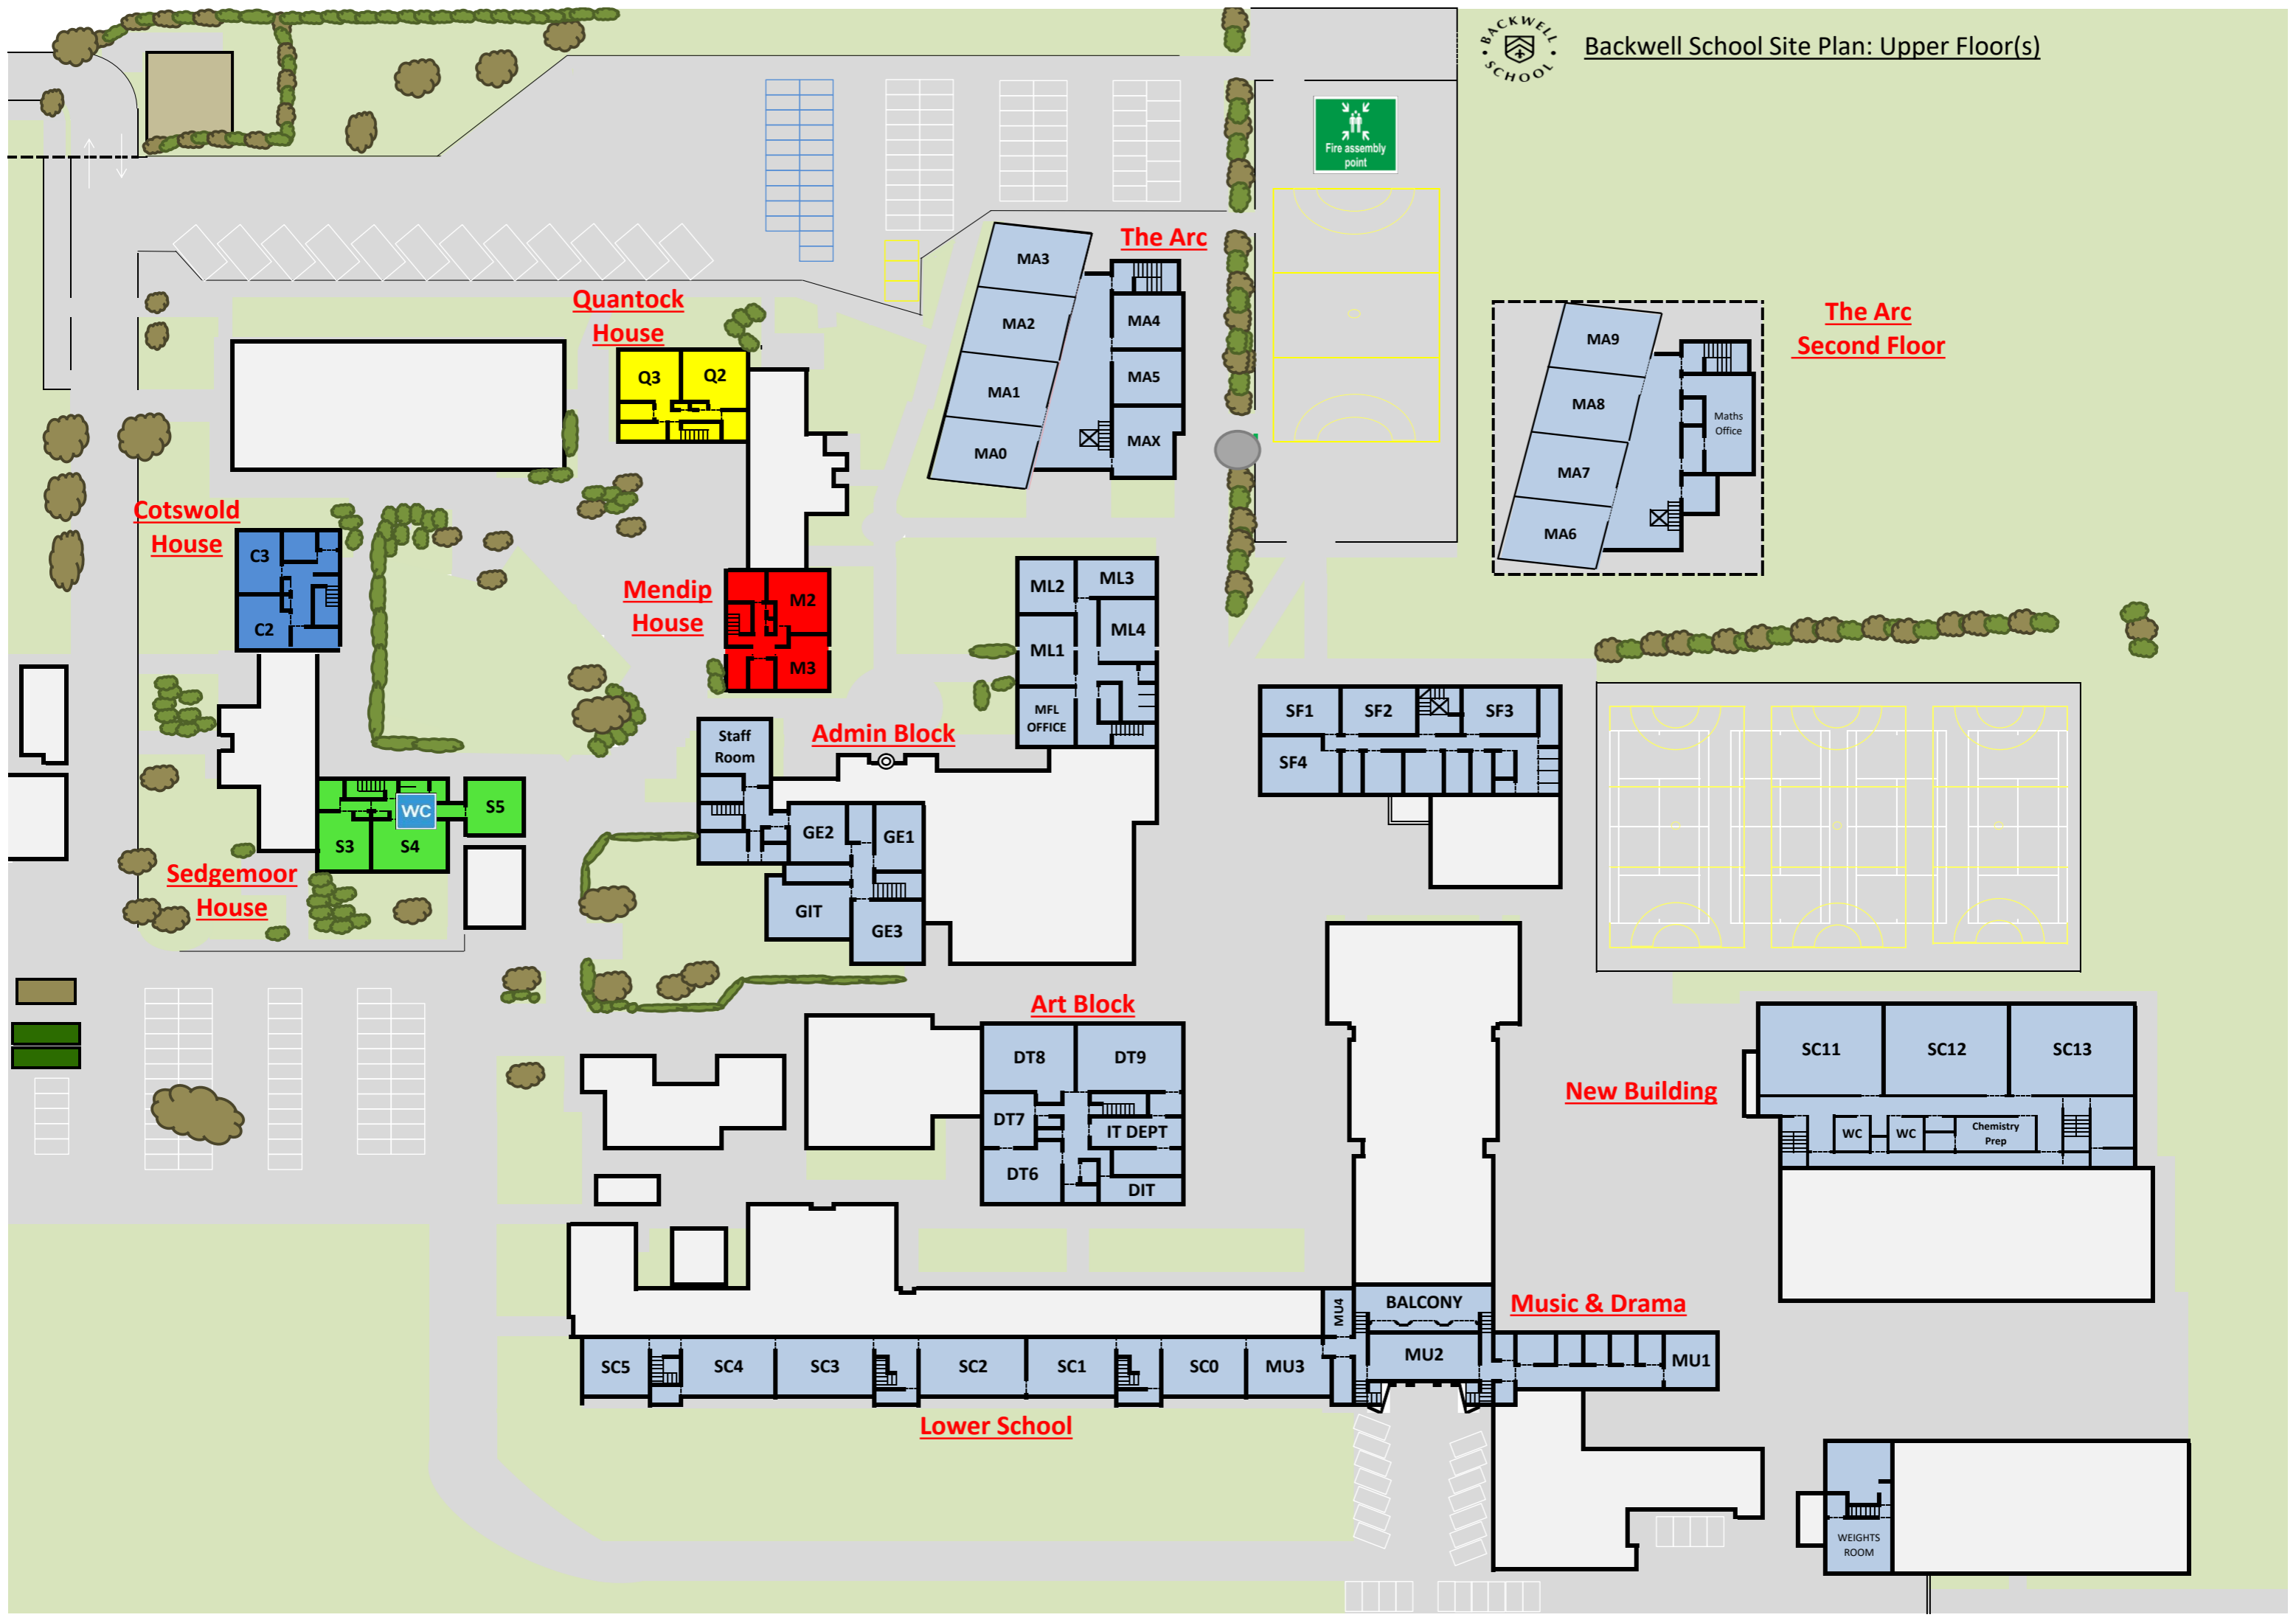 BACKWELL
SCHOOL
Backwell School Site Plan: Upper Floor(s)
Fire assembly
point
The Arc
MA3
MA2
MA1
MA0
MA4
MA5
MAX
The Arc
Second Floor
MA9
MA8
MA7
MA6
Maths
Office
Quantock
House
Q3
Q2
Cotswold
House
C3
C2
Mendip
House
M2
M3
ML2
ML3
ML1
ML4
MFL
OFFICE
Admin Block
Staff
Room
GE2
GE1
GIT
GE3
SF1
SF2
SF3
SF4
WC
S5
S3
S4
Sedgemoor
House
Art Block
DT8
DT9
DT7
IT DEPT
DT6
DIT
New Building
SC11
SC12
SC13
WC
WC
Chemistry
Prep
Music & Drama
MU4
BALCONY
MU2
MU1
SC5
SC4
SC3
SC2
SC1
SC0
MU3
Lower School
WEIGHTS
ROOM